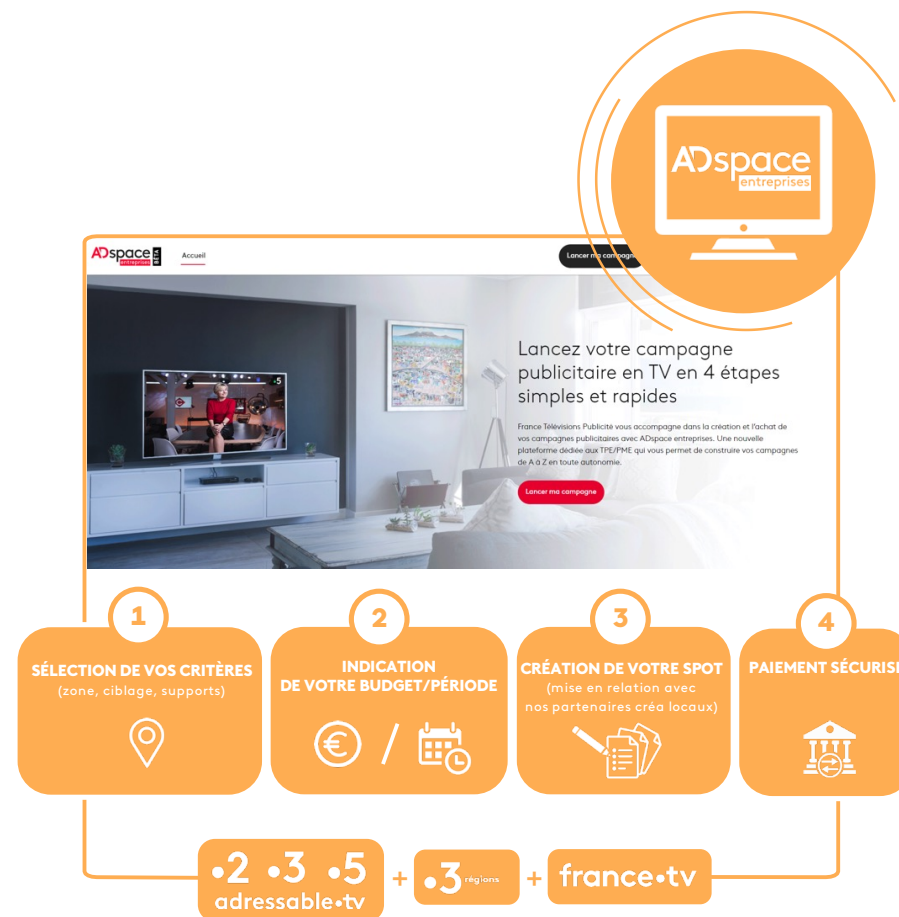 ADspace
entreprises
ADspace
entreprises
BÊTA
Accueil
Lancer ma campagne
Lancez votre campagne
publicitaire en TV en 4 étapes
simples et rapides
France Télévisions Publicité vous accompagne dans la création et l'achat de
vos campagnes publicitaires avec ADspace entreprises. Une nouvelle
plateforme dédiée aux TPE/PME qui vous permet de construire vos campagnes
de A à Z en toute autonomie.
Lancer ma campagne
•5
1
SÉLECTION DE VOS CRITÈRES
(zone, ciblage, supports)
2
INDICATION
DE VOTRE BUDGET/PÉRIODE
€ /
3
CRÉATION DE VOTRE SPOT
(mise en relation avec
nos partenaires créa locaux)
4
PAIEMENT SÉCURISÉ
•2 •3 •5
adressable•tv
+
•3 régions
+
france•tv